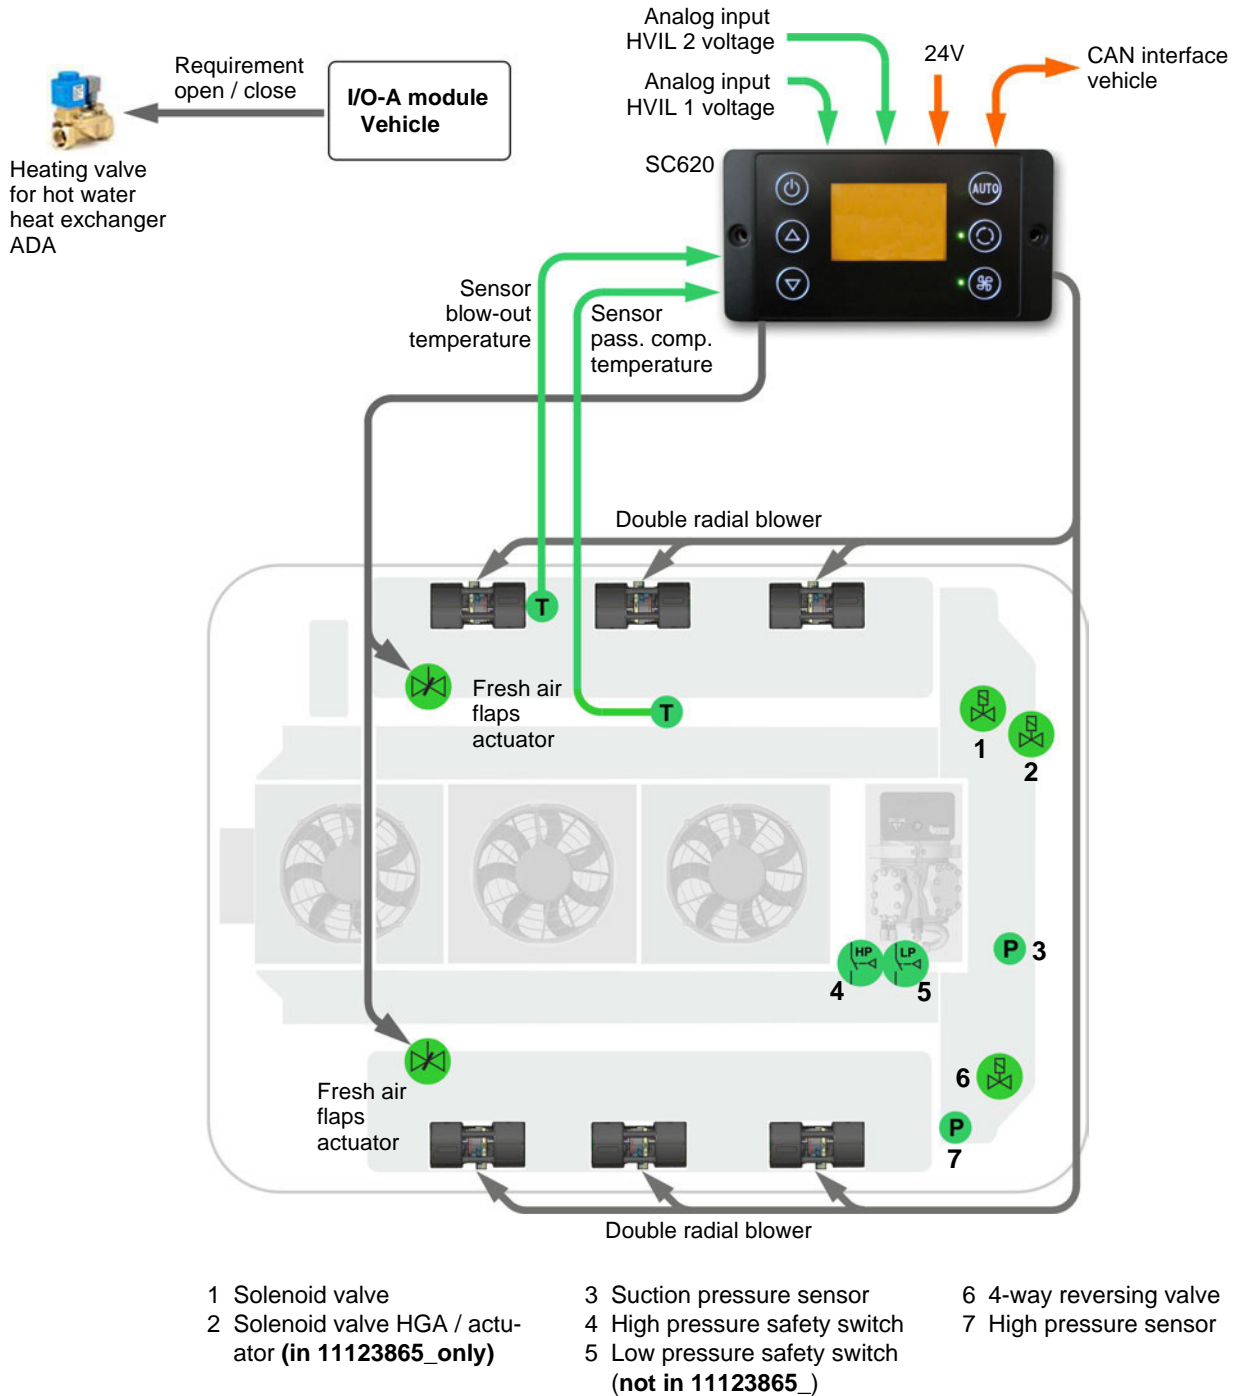 Analog input
HVIL 2 voltage
24V
CAN interface
vehicle
Requirement
open / close
I/O-A module
Vehicle
Analog input
HVIL 1 voltage
SC620
AUTO
Heating valve
for hot water
heat exchanger
ADA
Sensor
blow-out
temperature
Sensor
pass. comp.
temperature
Double radial blower
T
Fresh air
flaps
actuator
T
1
2
HP
LP
P 3
4
5
6
Fresh air
flaps
actuator
P
7
Double radial blower
1 Solenoid valve
2 Solenoid valve HGA / actu-
ator (in 11123865_only)
3 Suction pressure sensor
4 High pressure safety switch
5 Low pressure safety switch
(not in 11123865_)
6 4-way reversing valve
7 High pressure sensor